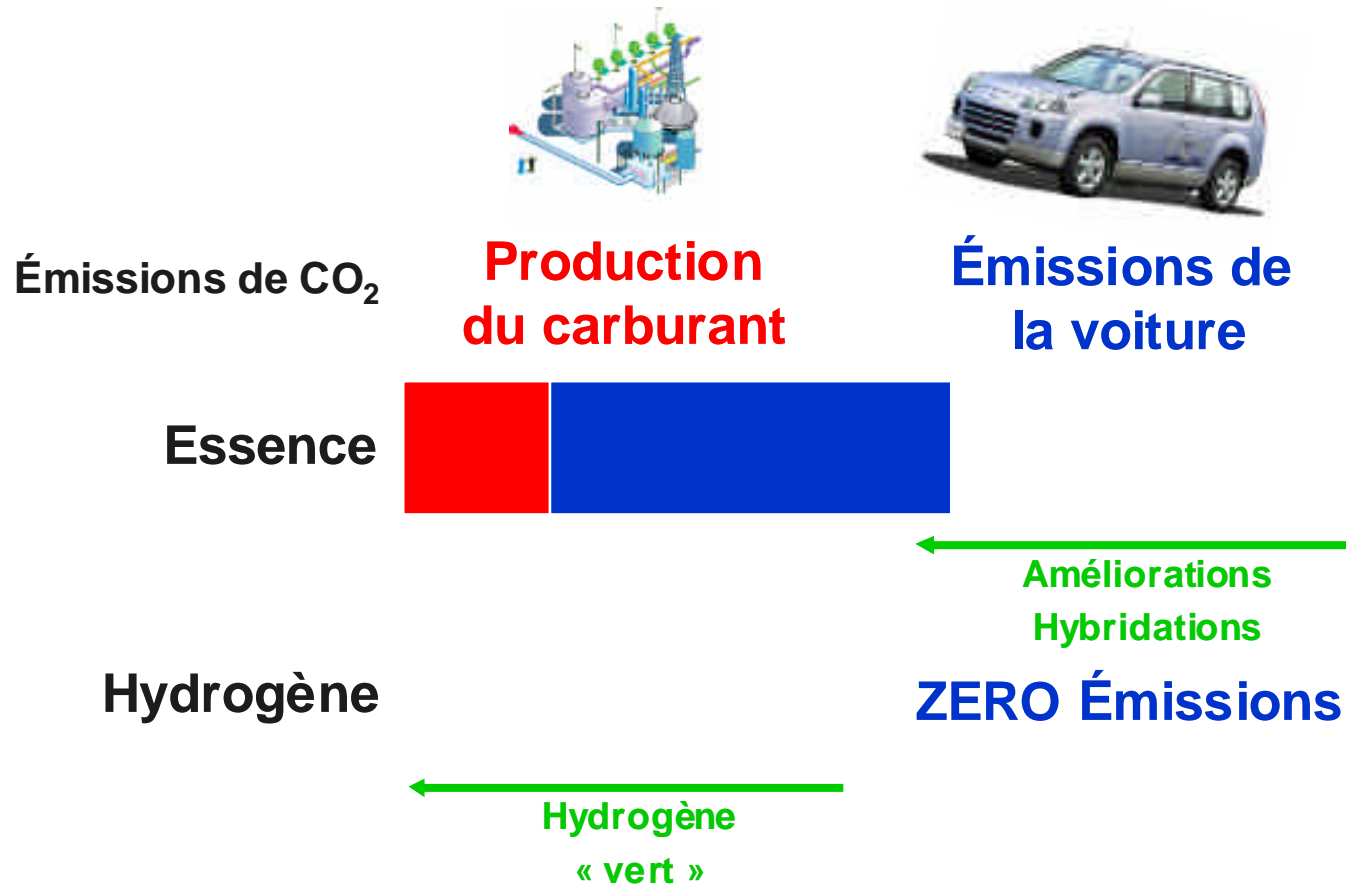 Émissions de CO₂
Production
du carburant
Émissions de
la voiture
Essence
Améliorations
Hybridations
Hydrogène
ZERO Émissions
Hydrogène
« vert »